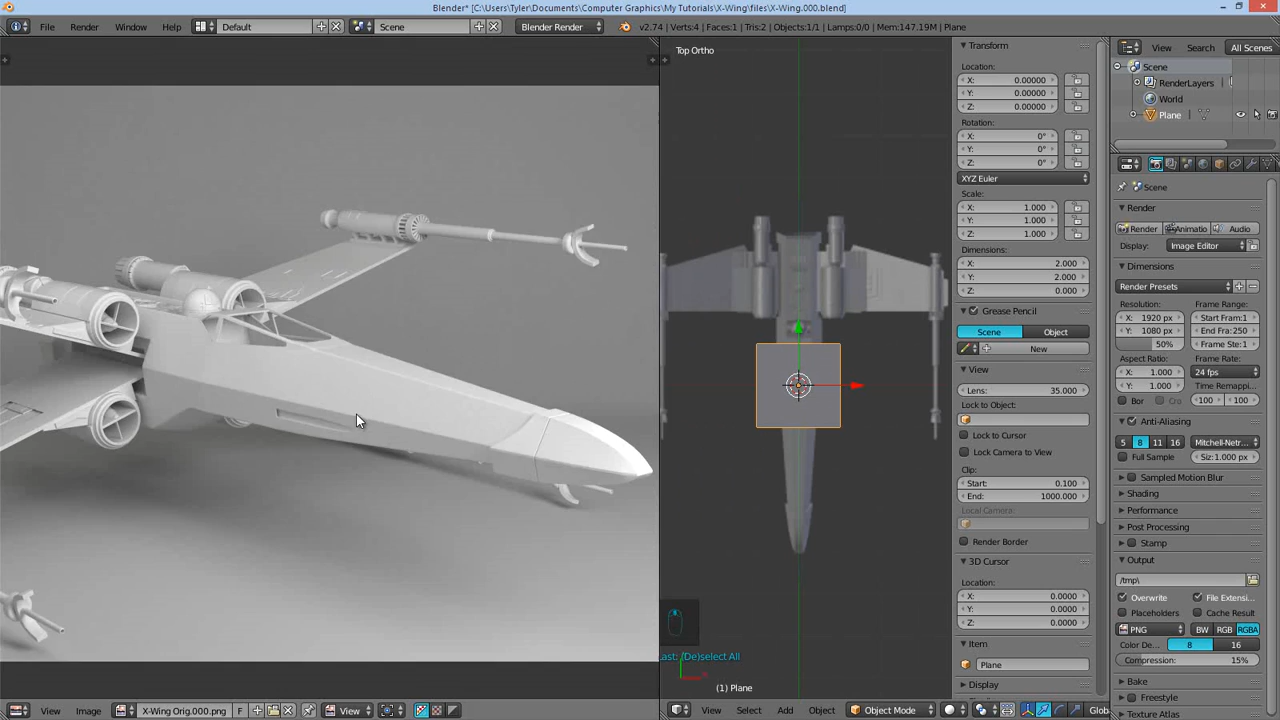 Blender* [C:\Users\Tyler\Documents\Computer Graphics\My Tutorials\X-Wing\files\X-Wing.000.blend]
File Render Window Help Default Scene Blender Render v2.74 | Verts:4 | Faces:1 | Tris:2 | Objects:1/1 | Lamps:0/0 | Mem:147.19M | Plane
Top Ortho
Transform
Location:
X: 0.00000
Y: 0.00000
Z: 0.00000
Rotation:
X: 0°
Y: 0°
Z: 0°
XYZ Euler
Scale:
X: 1.000
Y: 1.000
Z: 1.000
Dimensions:
X: 2.000
Y: 2.000
Z: 0.000
Grease Pencil
Scene Object
New
View
Lens: 35.000
Lock to Object:
Lock to Cursor
Lock Camera to View
Clip:
Start: 0.100
End: 1000.000
Local Camera:
Render Border
3D Cursor
Location:
X: 0.0000
Y: 0.0000
Z: 0.0000
Item
Plane
Display
View Search All Scenes
Scene
RenderLayers
World
Plane
Scene
Render
Render Animatio Audio
Display: Image Editor
Dimensions
Render Presets
Resolution: Frame Range:
X: 1920 px Start Fram:1
Y: 1080 px End Fra:250
50% Frame Ste:1
Aspect Ratio: Frame Rate:
X: 1.000 24 fps
Y: 1.000 Time Remappi...
Bor Cro 100 100
Anti-Aliasing
5 8 11 16 Mitchell-Netr...
Full Sample Siz:1.000 px
Sampled Motion Blur
Shading
Performance
Post Processing
Stamp
Output
/tmp\
Overwrite File Extensi...
Placeholders Cache Result
PNG BW RGB RGBA
Color De... 8 16
Compression: 15%
Bake
Freestyle
Texture Atlas
ast: (De)select All
(1) Plane
View Image X-Wing Orig.000.png F View
View Select Add Object Object Mode Glob